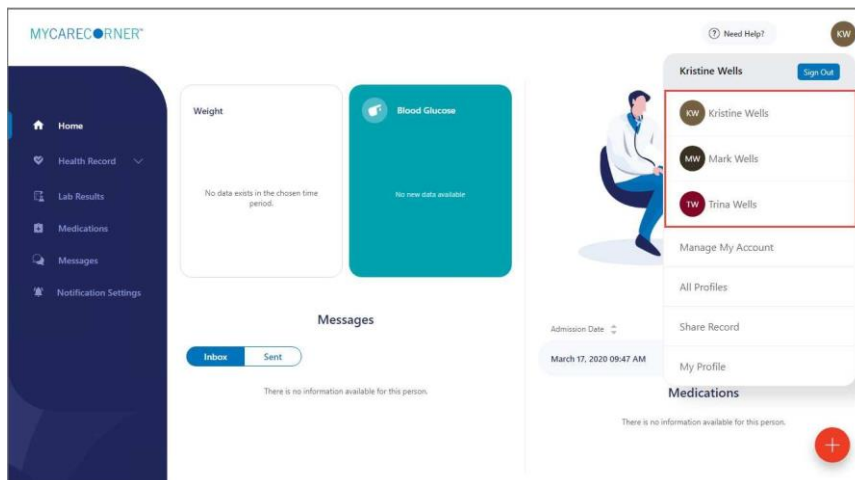 MYCARECORNER™
Need Help?
KW
Kristine Wells
Sign Out
KW Kristine Wells
MW Mark Wells
TW Trina Wells
Manage My Account
All Profiles
Share Record
My Profile
Home
Health Record
Lab Results
Medications
Messages
Notification Settings
Weight
No data exists in the chosen time
period.
Blood Glucose
No new data available
Messages
Inbox Sent
There is no information available for this person.
Admission Date
March 17, 2020 09:47 AM
Medications
There is no information available for this person.